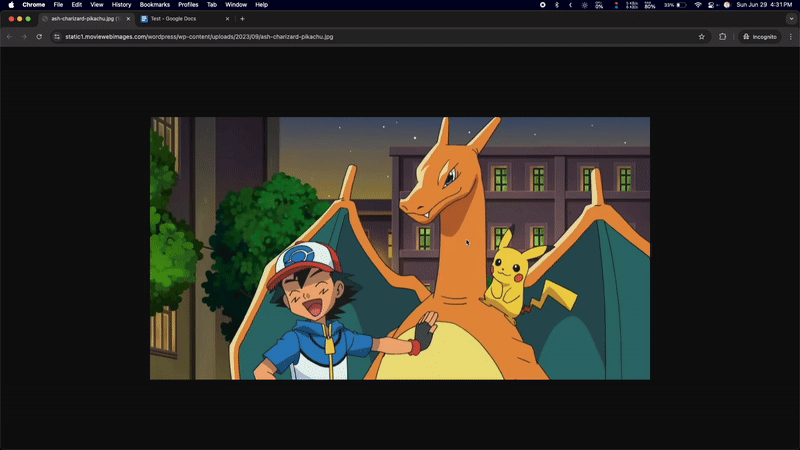 Chrome File Edit View History Bookmarks Profiles Tab Window Help
33% Sun Jun 29 4:31 PM
ash-charizard-pikachu.jpg
Test - Google Docs
static1.moviewebimages.com/wordpress/wp-content/uploads/2023/09/ash-charizard-pikachu.jpg
Incognito